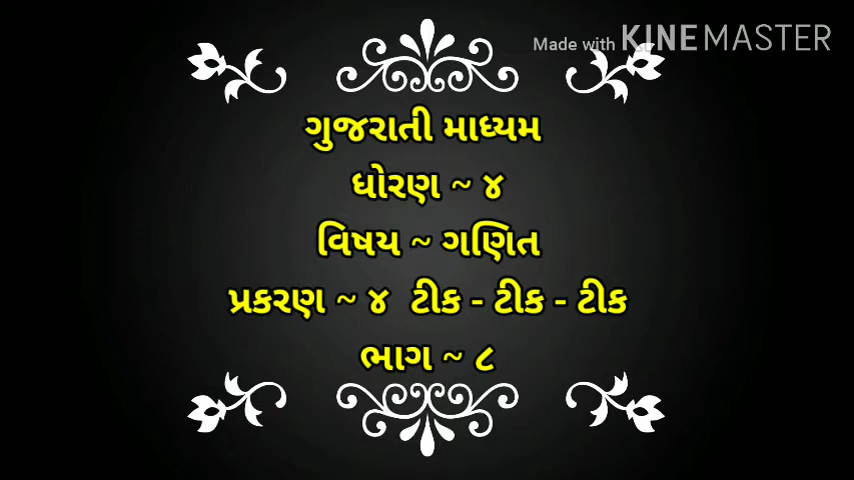 Made with KINEMASTER
ગુજરાતી માધ્યમ
ધોરણ ~ ૪
વિષય ~ ગણિત
પ્રકરણ ~ ૪ ટીક - ટીક - ટીક
ભાગ ~ ૮